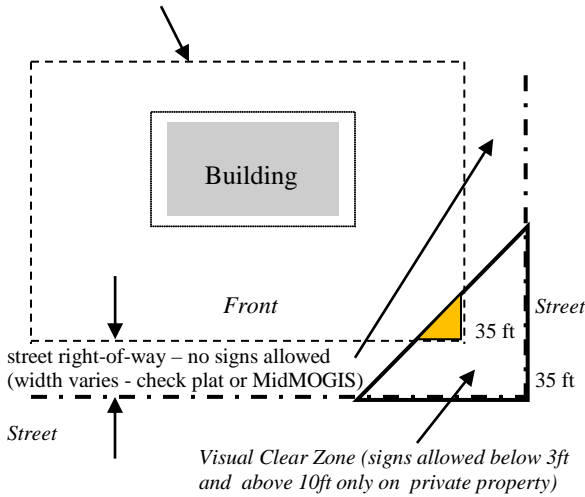 Building
Front
Street
35 ft
street right-of-way – no signs allowed
(width varies - check plat or MidMOGIS)
35 ft
Street
Visual Clear Zone (signs allowed below 3ft
and above 10ft only on private property)